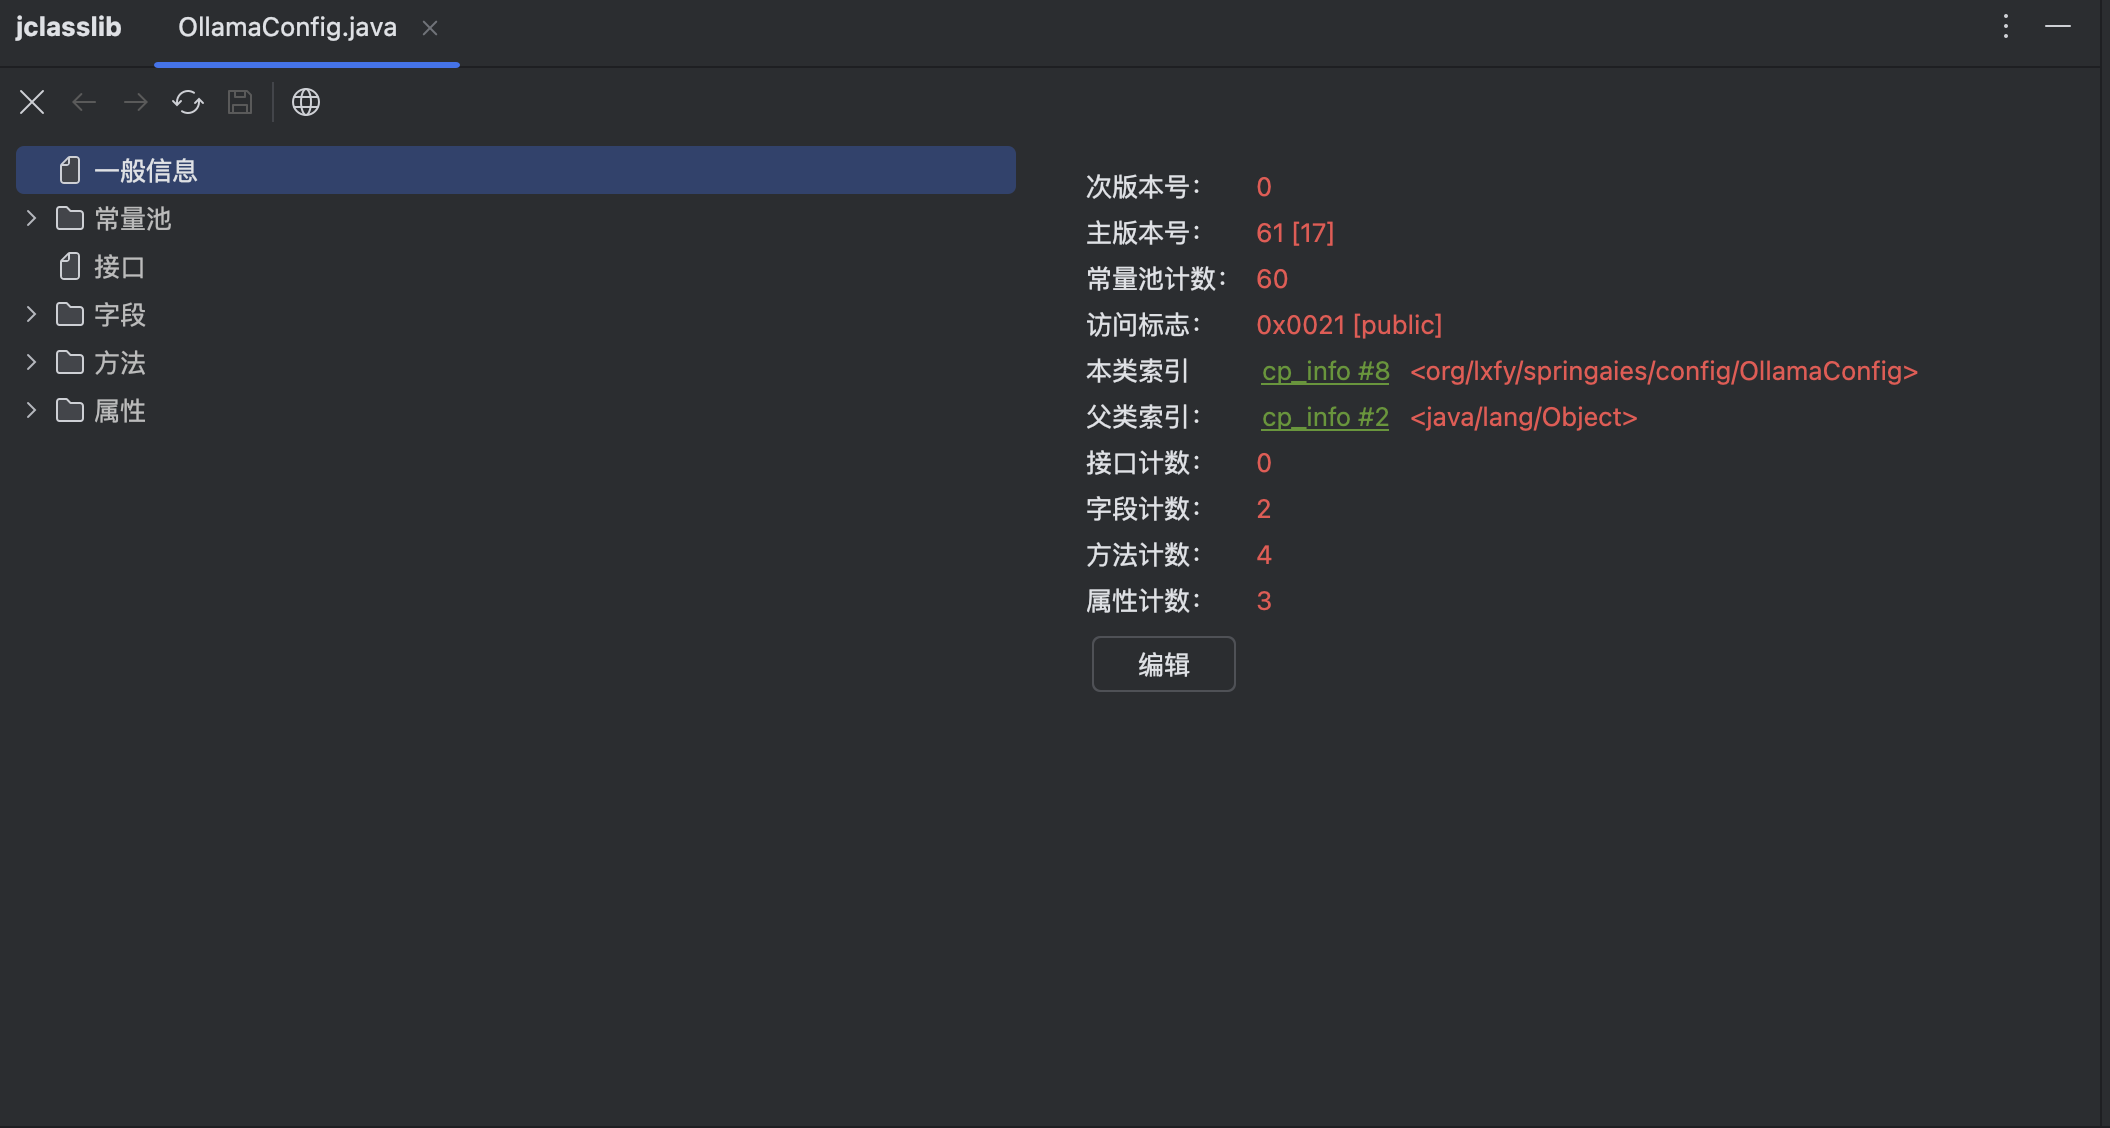 jclasslib OllamaConfig.java
一般信息
常量池
接口
字段
方法
属性
次版本号： 0
主版本号： 61 [17]
常量池计数： 60
访问标志： 0x0021 [public]
本类索引 cp_info #8 <org/lxfy/springaies/config/OllamaConfig>
父类索引： cp_info #2 <java/lang/Object>
接口计数： 0
字段计数： 2
方法计数： 4
属性计数： 3
编辑